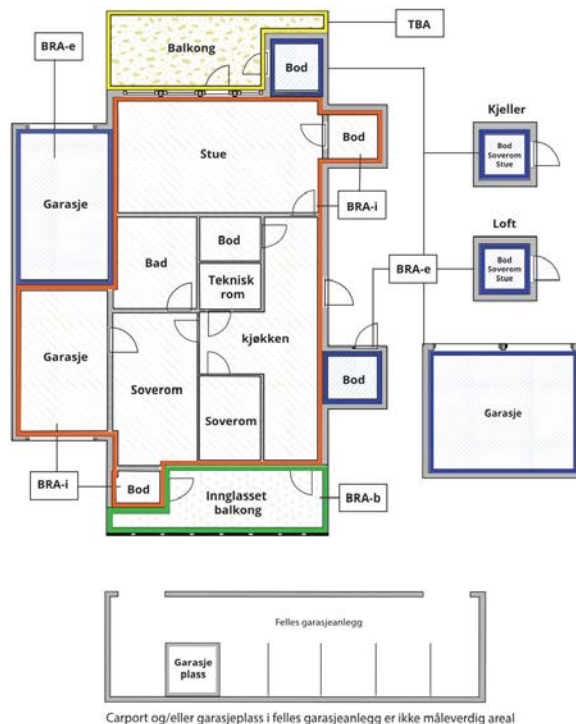 TBA
BRA-e
Balkong
Bod
Kjeller
Bod
Bod
Soverom
Stue
Stue
Garasje
BRA-i
Loft
Bod
Bad
Teknisk
rom
BRA-e
Bod
Soverom
Stue
Garasje
kjøkken
Bod
Soverom
Soverom
Garasje
BRA-i
Bod
Innglasset
balkong
BRA-b
Felles garasjeanlegg
Garasje
plass
Carport og/eller garasjeplass i felles garasjeanlegg er ikke måleverdig areal